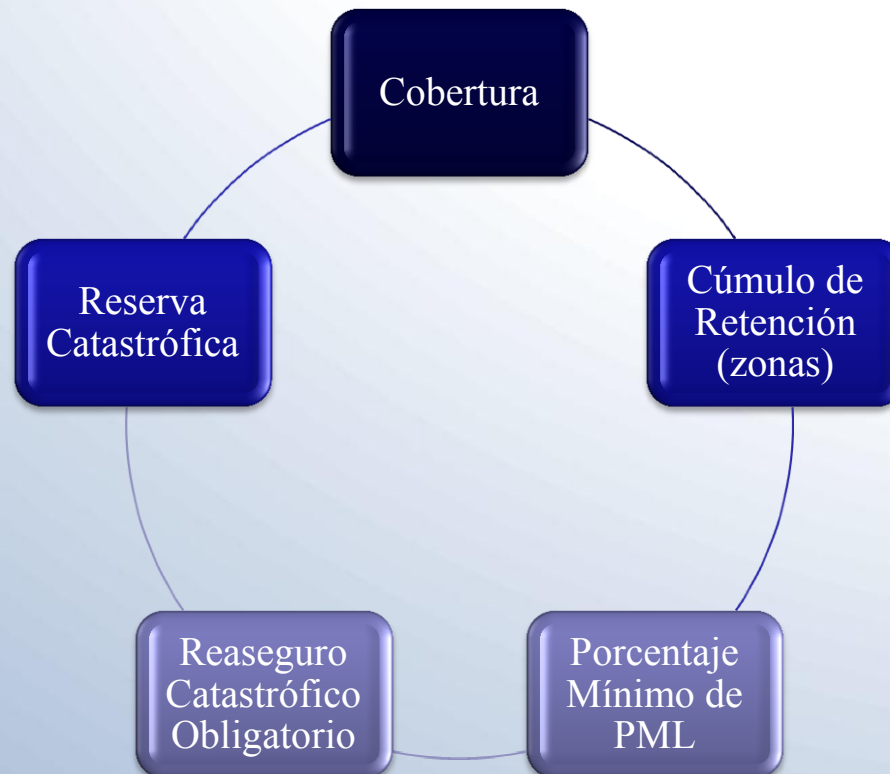 Cobertura
Cúmulo de
Retención
(zonas)
Porcentaje
Mínimo de
PML
Reaseguro
Catastrófico
Obligatorio
Reserva
Catastrófica